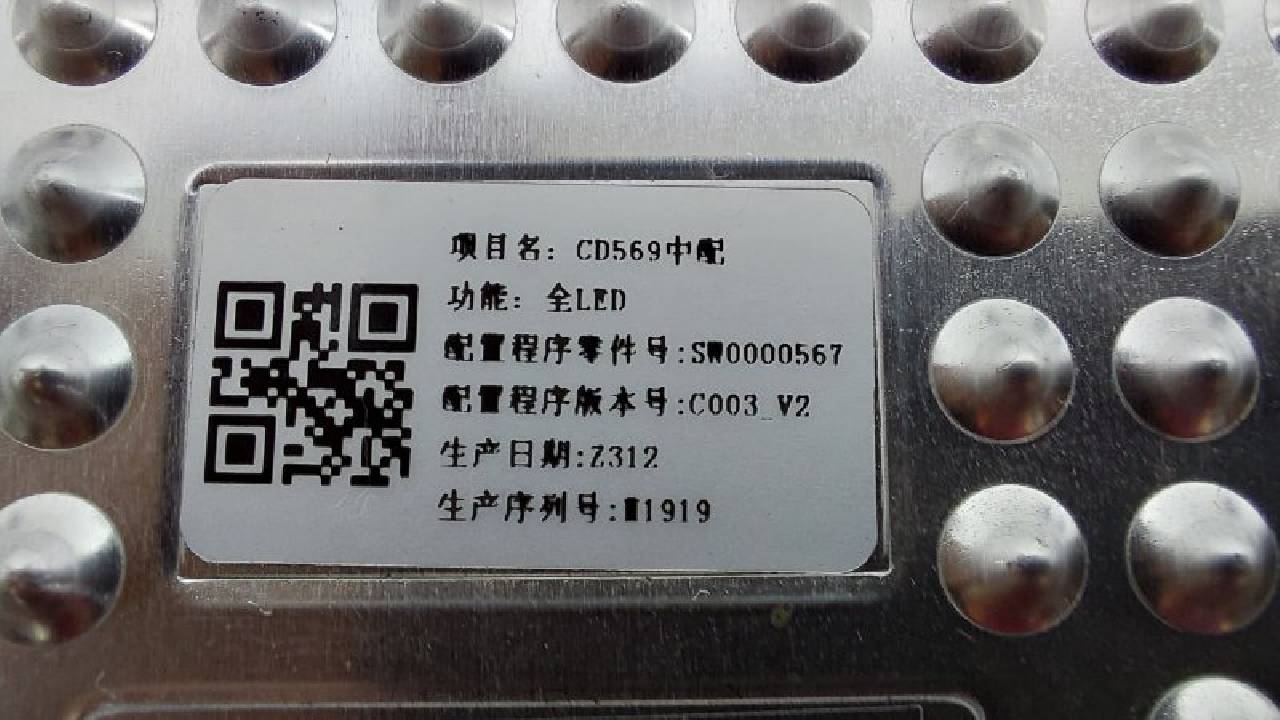 项目名: CD569中配
功能: 全LED
配置程序零件号:SW0000567
配置程序版本号:C003_V2
生产日期:Z312
生产序列号:M1919